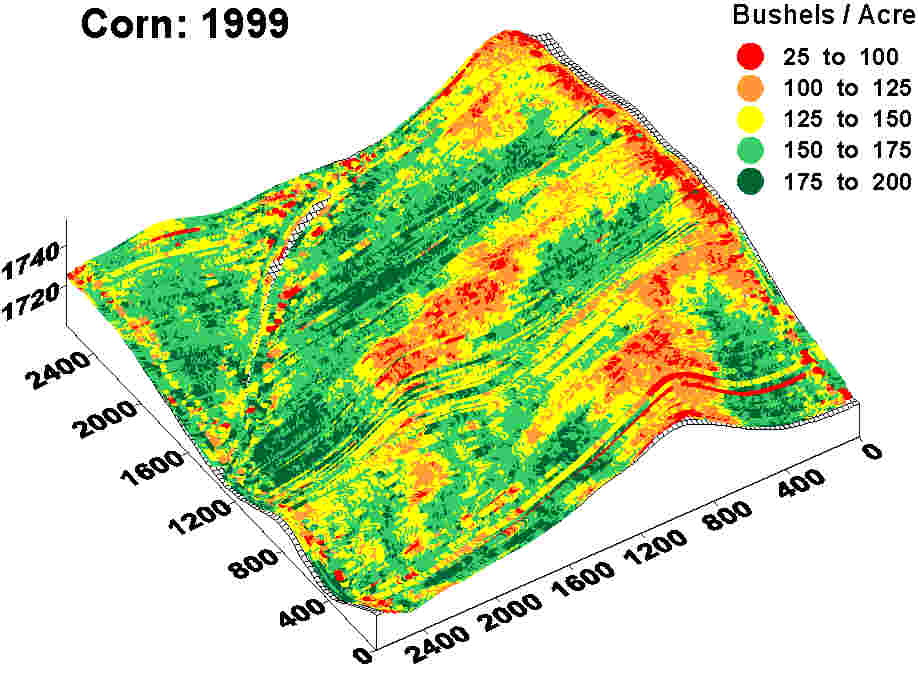 Corn: 1999
Bushels / Acre
25 to 100
100 to 125
125 to 150
150 to 175
175 to 200
1740
1720
2400
2000
1600
1200
800
400
0
2400
2000
1600
1200
800
400
0